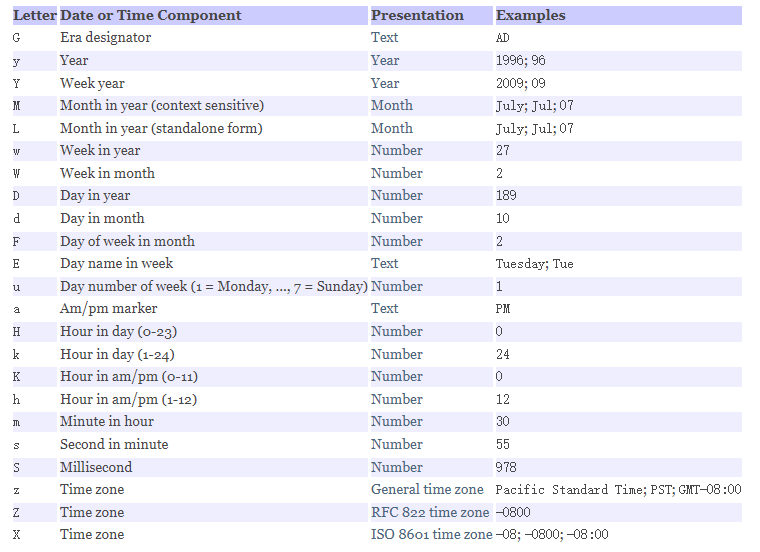 Letter Date or Time Component Presentation Examples
G Era designator Text AD
y Year Year 1996; 96
Y Week year Year 2009; 09
M Month in year (context sensitive) Month July; Jul; 07
L Month in year (standalone form) Month July; Jul; 07
w Week in year Number 27
W Week in month Number 2
D Day in year Number 189
d Day in month Number 10
F Day of week in month Number 2
E Day name in week Text Tuesday; Tue
u Day number of week (1 = Monday, ..., 7 = Sunday) Number 1
a Am/pm marker Text PM
H Hour in day (0-23) Number 0
k Hour in day (1-24) Number 24
K Hour in am/pm (0-11) Number 0
h Hour in am/pm (1-12) Number 12
m Minute in hour Number 30
s Second in minute Number 55
S Millisecond Number 978
z Time zone General time zone Pacific Standard Time; PST; GMT-08:00
Z Time zone RFC 822 time zone -0800
X Time zone ISO 8601 time zone -08; -0800; -08:00